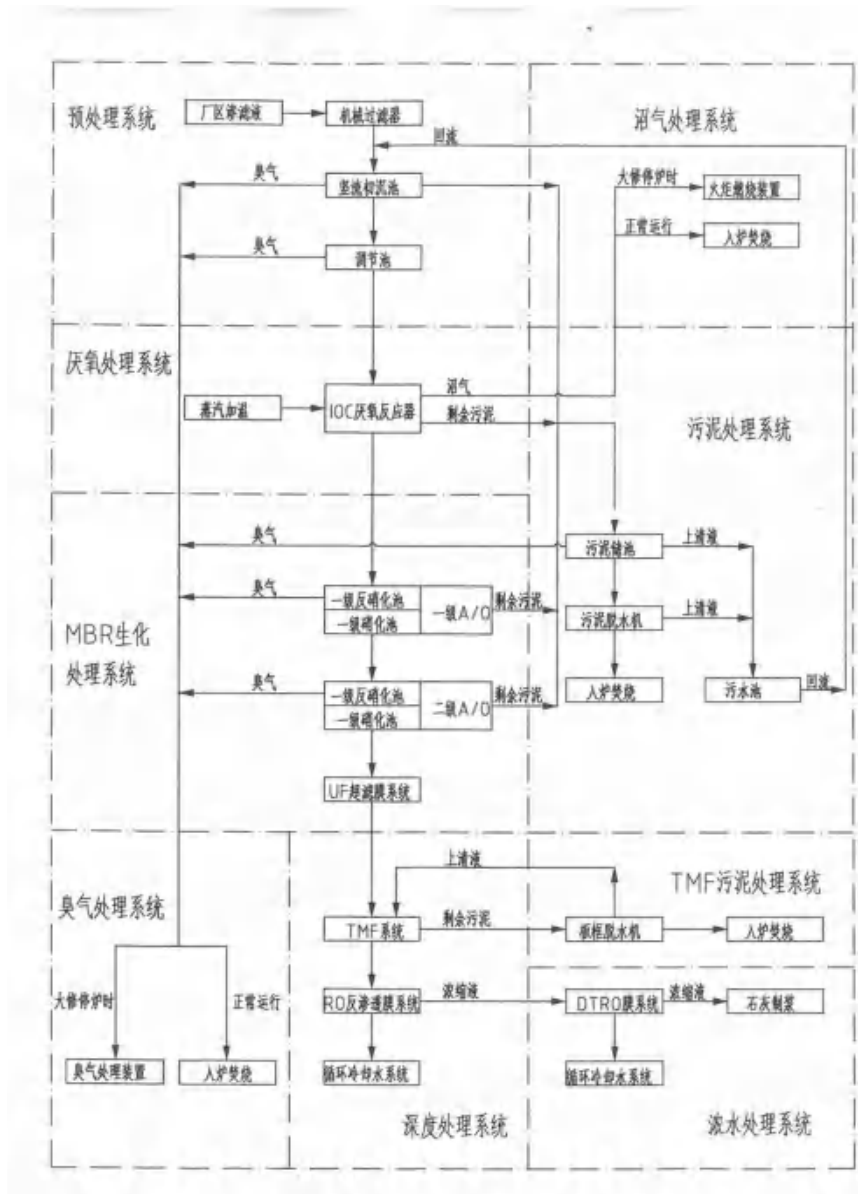 预处理系统
厂区渗滤液
机械过滤器
沼气处理系统
回流
臭气
竖流初沉池
大修停炉时
火炬燃烧装置
臭气
调节池
正常运行
入炉焚烧
厌氧处理系统
蒸汽加温
IOC厌氧反应器
沼气
剩余污泥
污泥处理系统
臭气
污泥储池
上清液
臭气
一级反硝化池
一级硝化池
一级A/O
剩余污泥
污泥脱水机
上清液
MBR生化
处理系统
臭气
一级反硝化池
一级硝化池
二级A/O
剩余污泥
入炉焚烧
污水池
回流
UF超滤膜系统
上清液
TMF污泥处理系统
臭气处理系统
TMF系统
剩余污泥
板框脱水机
入炉焚烧
大修停炉时
正常运行
RO反渗透膜系统
浓缩液
DTRO膜系统
浓缩液
石灰制浆
臭气处理装置
入炉焚烧
循环冷却水系统
循环冷却水系统
深度处理系统
浓水处理系统